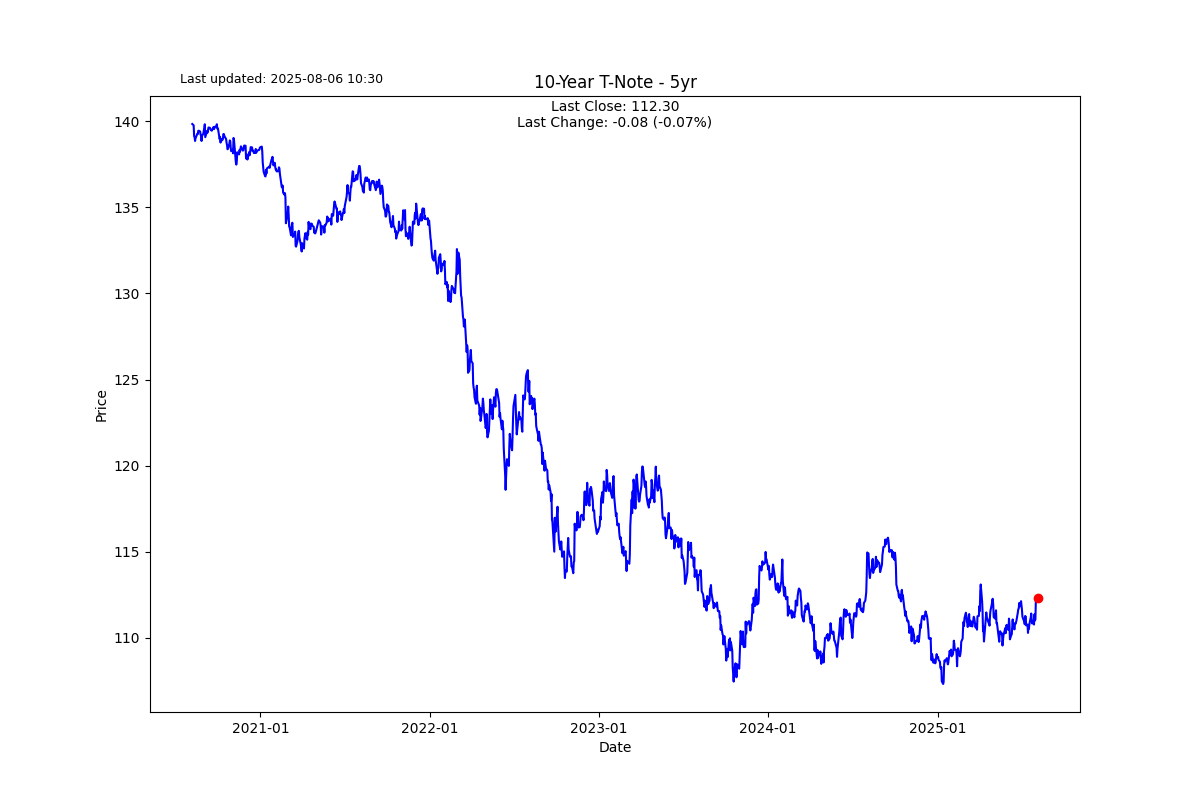 Last updated: 2025-08-06 10:30
10-Year T-Note - 5yr
Last Close: 112.30
Last Change: -0.08 (-0.07%)
140
135
130
125
120
115
110
Price
2021-01
2022-01
2023-01
2024-01
2025-01
Date